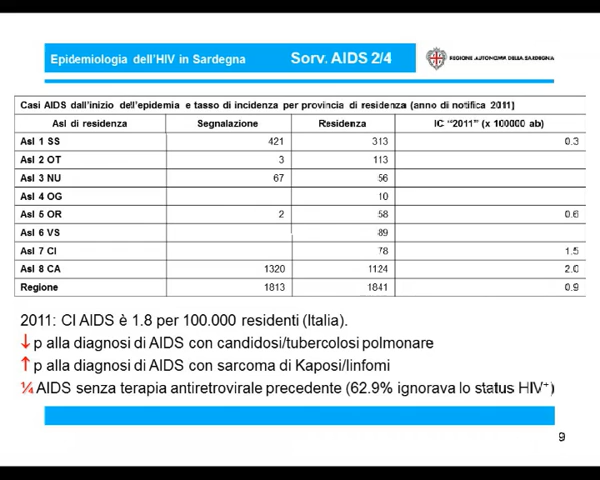 Epidemiologia dell'HIV in Sardegna Sorv. AIDS 2/4
REGIONE AUTONOMA DELLA SARDEGNA
Casi AIDS dall'inizio dell'epidemia e tasso di incidenza per provincia di residenza (anno di notifica 2011)
Asl di residenza Segnalazione Residenza IC "2011" (x 100000 ab)
Asl 1 SS 421 313 0.3
Asl 2 OT 3 113
Asl 3 NU 67 56
Asl 4 OG 10
Asl 5 OR 2 58 0.6
Asl 6 VS 89
Asl 7 CI 78 1.5
Asl 8 CA 1320 1124 2.0
Regione 1813 1841 0.9
2011: CI AIDS è 1.8 per 100.000 residenti (Italia).
↓ p alla diagnosi di AIDS con candidosi/tubercolosi polmonare
↑ p alla diagnosi di AIDS con sarcoma di Kaposi/linfomi
¼ AIDS senza terapia antiretrovirale precedente (62.9% ignorava lo status HIV⁺)
9